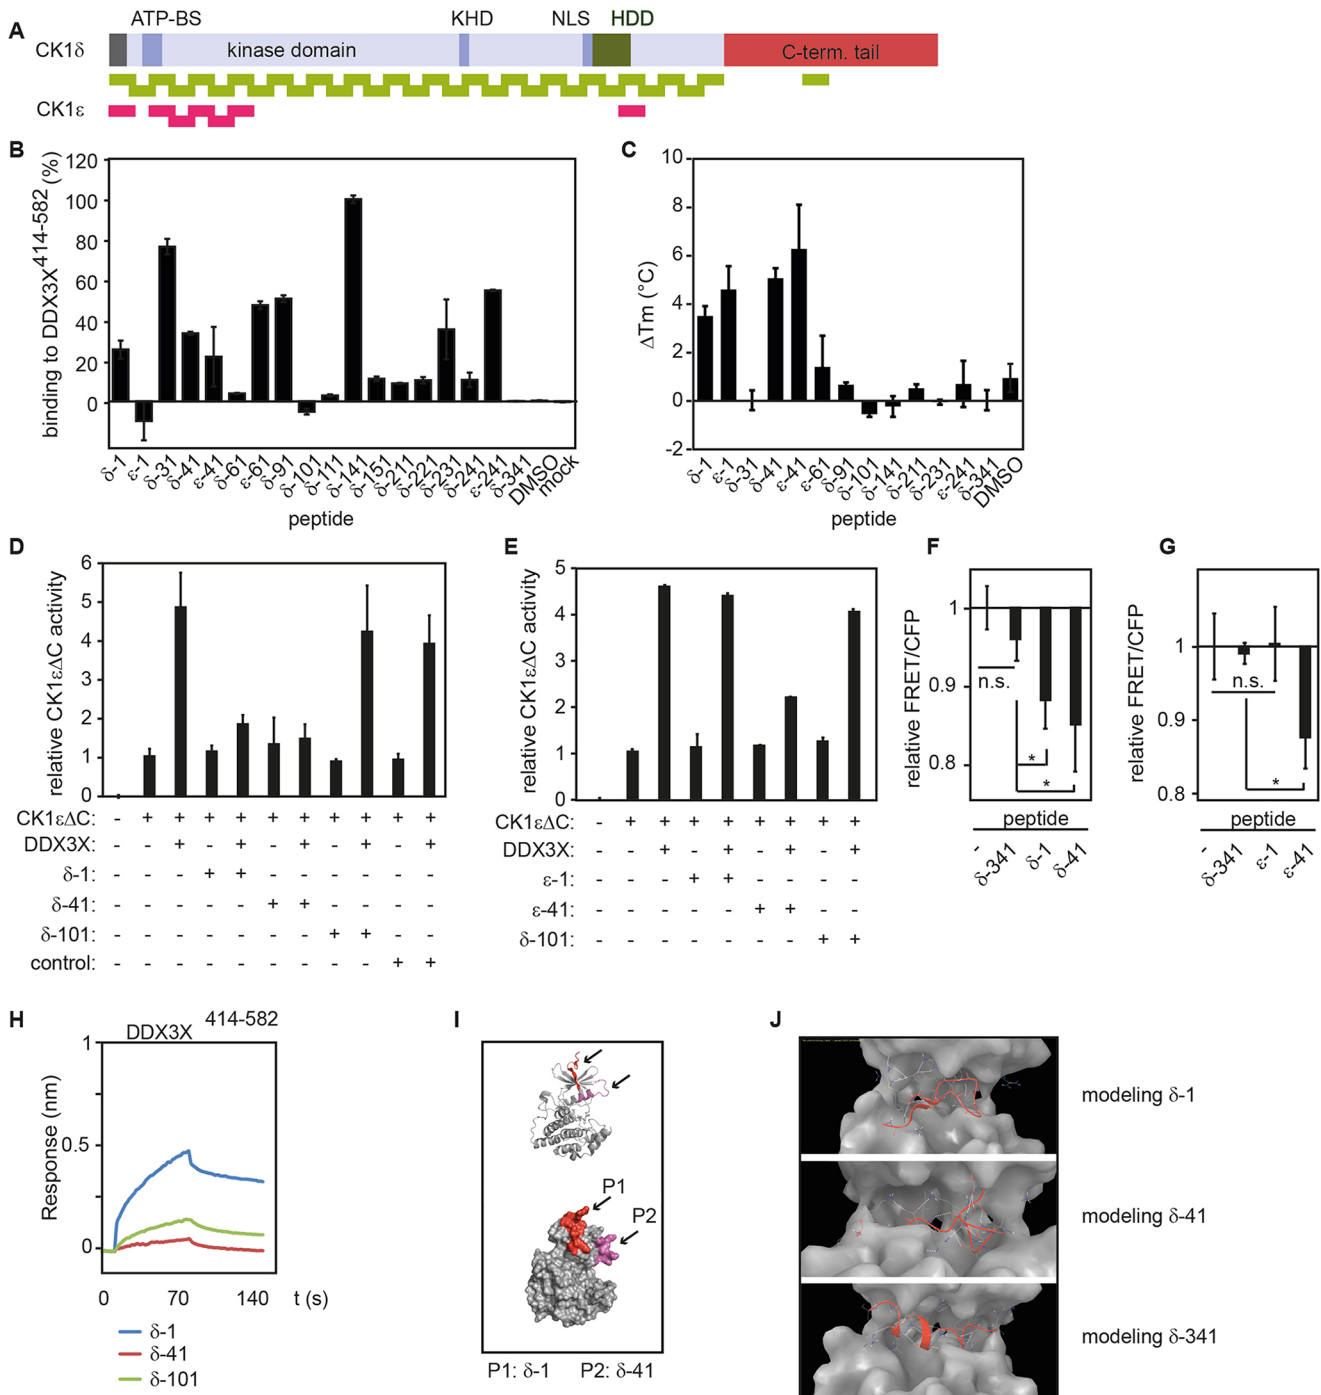 A
ATP-BS KHD NLS HDD
CK1δ
kinase domain
C-term. tail
CK1ε
B
binding to DDX3X414-582 (%)
120
100
80
60
40
20
0
δ-1 ε-1 δ-31 δ-41 ε-41 δ-61 ε-61 δ-91 δ-101 δ-111 δ-141 δ-151 δ-211 δ-221 δ-231 δ-241 ε-241 δ-341 DMSO mock
peptide
C
ΔTm (°C)
10
8
6
4
2
0
-2
δ-1 ε-1 δ-31 δ-41 ε-41 ε-61 δ-91 δ-101 δ-141 δ-211 δ-231 ε-241 δ-341 DMSO
peptide
D
relative CK1εΔC activity
6
5
4
3
2
1
0
CK1εΔC: - + + + + + + + + + +
DDX3X: - - + - + - + - + - +
δ-1: - - - + + - - - - - -
δ-41: - - - - - + + - - - -
δ-101: - - - - - - - + + - -
control: - - - - - - - - - + +
E
relative CK1εΔC activity
5
4
3
2
1
0
CK1εΔC: - + + + + + + + +
DDX3X: - - + - + - + - +
ε-1: - - - + + - - - -
ε-41: - - - - - + + - -
δ-101: - - - - - - - + +
F
relative FRET/CFP
1
0.9
0.8
n.s.
*
*
peptide
- δ-341 δ-1 δ-41
G
relative FRET/CFP
1
0.9
0.8
n.s.
*
peptide
- δ-341 ε-1 ε-41
H
DDX3X 414-582
Response (nm)
1
0.5
0
0 70 140 t (s)
δ-1
δ-41
δ-101
I
P1
P2
P1: δ-1 P2: δ-41
J
modeling δ-1
modeling δ-41
modeling δ-341